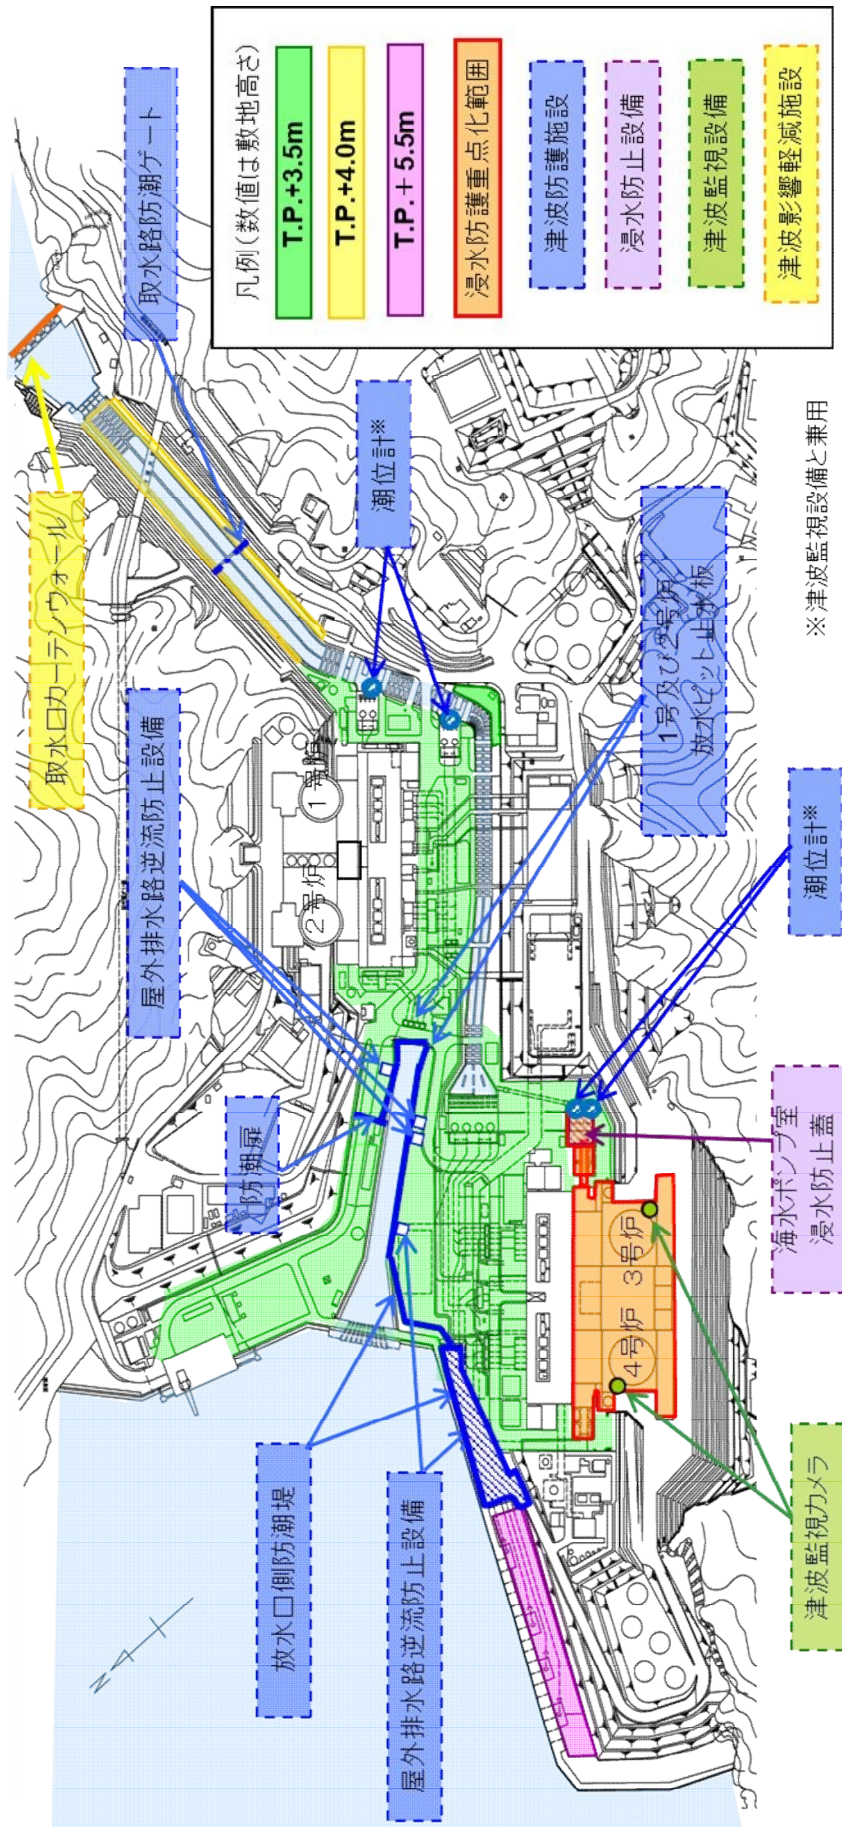 取水口カーテンウォール
取水路防潮ゲート
屋外排水路逆流防止設備
潮位計※
防潮扉
1号炉
2号炉
1号及び2号炉
放水ピット止水板
放水口側防潮堤
屋外排水路逆流防止設備
4号炉
3号炉
潮位計※
海水ポンプ室
浸水防止蓋
津波監視カメラ
N
凡例(数値は敷地高さ)
T.P.+3.5m
T.P.+4.0m
T.P.+5.5m
浸水防護重点化範囲
津波防護施設
浸水防止設備
津波監視設備
津波影響軽減施設
※津波監視設備と兼用